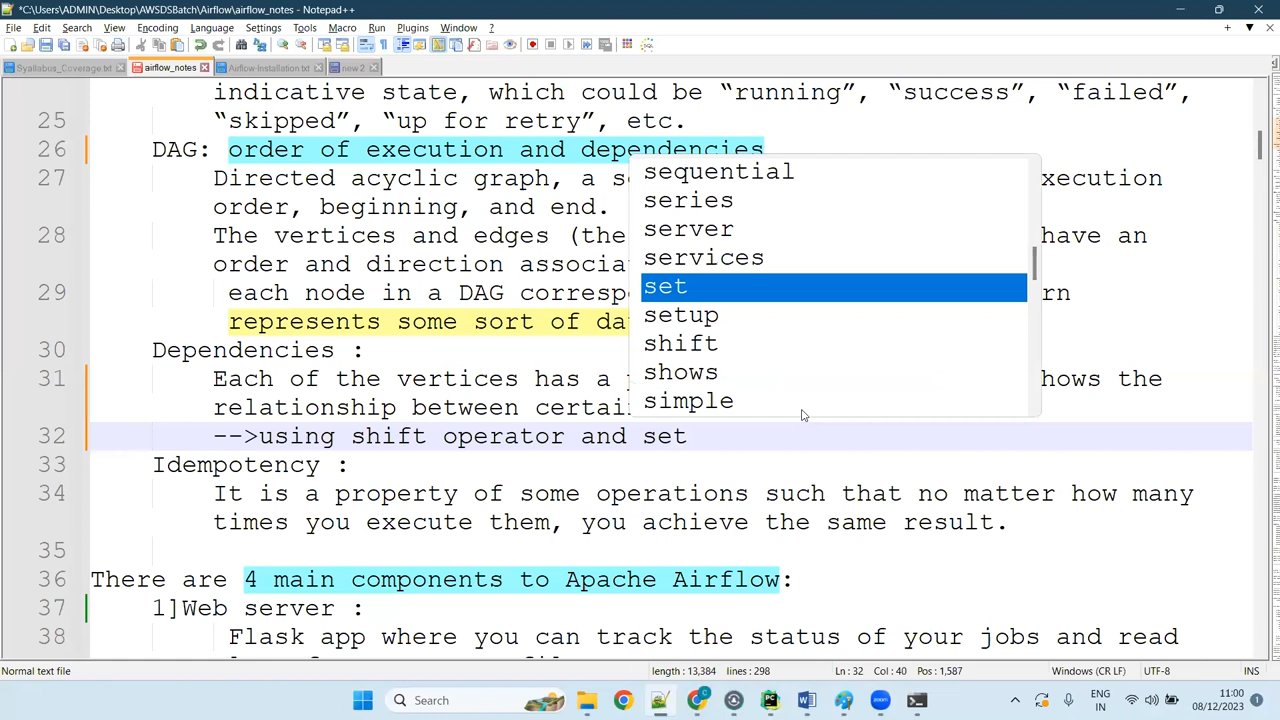 *C:\Users\ADMIN\Desktop\AWSDSBatch\Airflow\airflow_notes - Notepad++
File Edit Search View Encoding Language Settings Tools Macro Run Plugins Window ?
Syallabus_Coverage.txt airflow_notes Airflow-Installation.txt new 2
indicative state, which could be “running”, “success”, “failed”,
25 “skipped”, “up for retry”, etc.
26 DAG: order of execution and dependencies
sequential
27 Directed acyclic graph, a s xecution
series
order, beginning, and end.
server
28 The vertices and edges (the have an
services
order and direction associa
set
29 each node in a DAG corresp rn
setup
represents some sort of da
30 Dependencies :
shift
31 Each of the vertices has a hows the
shows
relationship between certai
simple
32 -->using shift operator and set
33 Idempotency :
34 It is a property of some operations such that no matter how many
times you execute them, you achieve the same result.
35
36 There are 4 main components to Apache Airflow:
37 1]Web server :
38 Flask app where you can track the status of your jobs and read
Normal text file length : 13,384 lines : 298 Ln : 32 Col : 40 Pos : 1,587 Windows (CR LF) UTF-8 INS
Search ENG 11:00
IN 08/12/2023